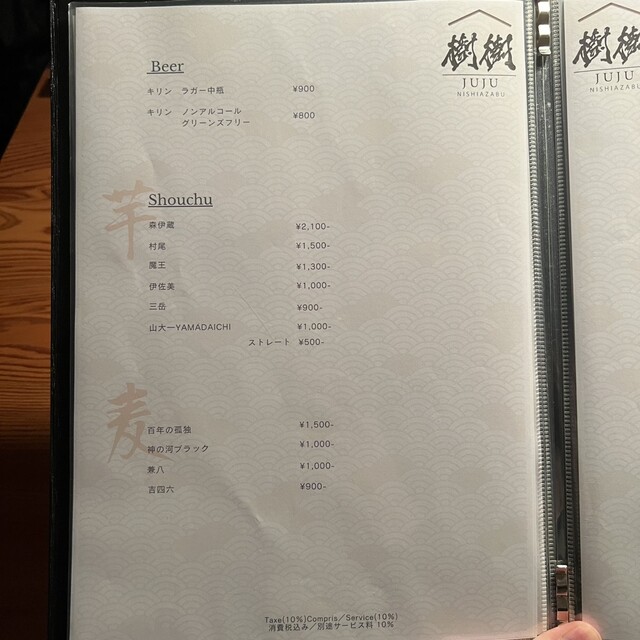 樹樹
JUJU
NISHIAZABU
樹樹
JUJU
NISHIAZABU
Beer
キリン ラガー中瓶 ¥900
キリン ノンアルコール
グリーンズフリー ¥800
芋
Shouchu
森伊蔵 ¥2,100-
村尾 ¥1,500-
魔王 ¥1,300-
伊佐美 ¥1,000-
三岳 ¥900-
山大一YAMADAICHI ¥1,000-
ストレート ¥500-
麦
百年の孤独 ¥1,500-
神の河ブラック ¥1,000-
兼八 ¥1,000-
吉四六 ¥900-
Taxe(10%)Compris/Service(10%)
消費税込み/別途サービス料 10%